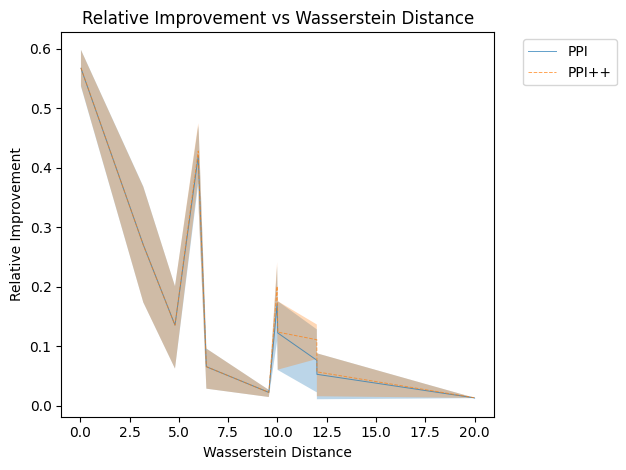 Relative Improvement vs Wasserstein Distance
PPI
PPI++
Relative Improvement
0.6
0.5
0.4
0.3
0.2
0.1
0.0
0.0 2.5 5.0 7.5 10.0 12.5 15.0 17.5 20.0
Wasserstein Distance